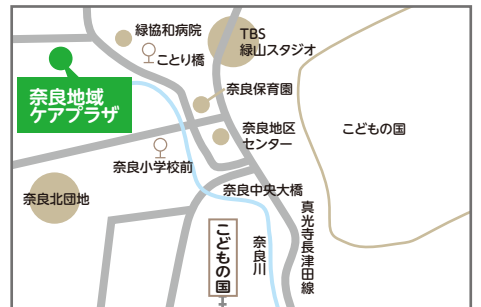 緑協和病院
TBS
緑山スタジオ
ことり橋
奈良保育園
奈良地域
ケアプラザ
奈良地区
センター
こどもの国
奈良小学校前
奈良北団地
奈良中央大橋
こどもの国
奈良川
真光寺長津田線